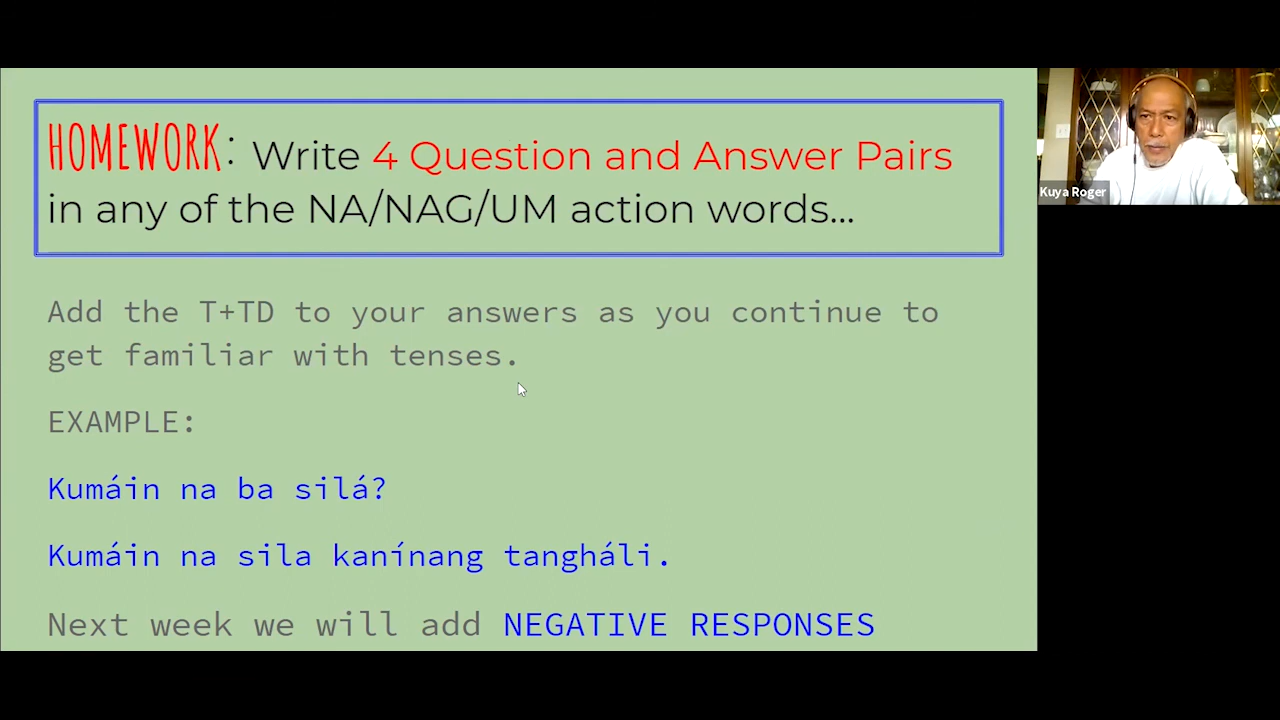 HOMEWORK: Write 4 Question and Answer Pairs
in any of the NA/NAG/UM action words...
Add the T+TD to your answers as you continue to
get familiar with tenses.
EXAMPLE:
Kumáin na ba silá?
Kumáin na sila kanínang tangháli.
Next week we will add NEGATIVE RESPONSES
Kuya Roger